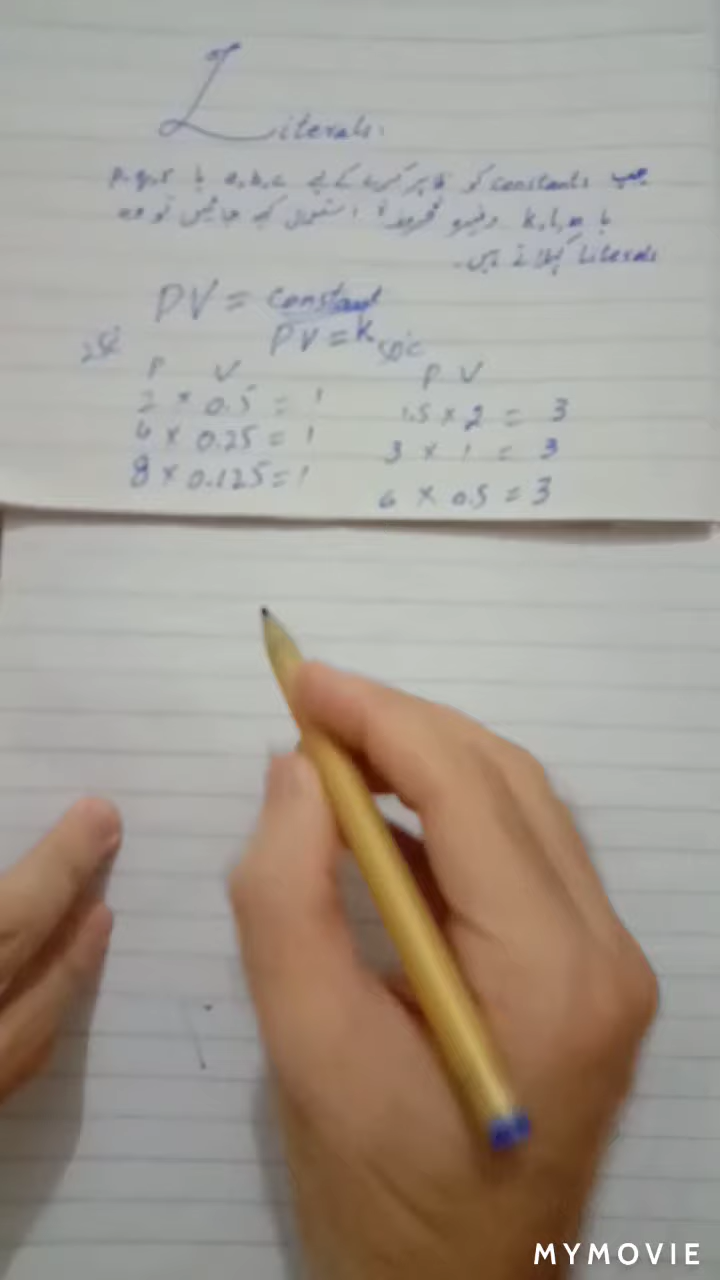 Literals.
جب constants کو ظاہر کرنے کے لیے a,b,c یا p,q,r
یا k,l,m وغیرہ حروف استعمال کیے جائیں تو وہ
Literals کہلاتے ہیں۔
PV = constant
PV = k
P V
2 × 0.5 = 1
4 × 0.25 = 1
8 × 0.125 = 1
P V
1.5 × 2 = 3
3 × 1 = 3
6 × 0.5 = 3
MYMOVIE